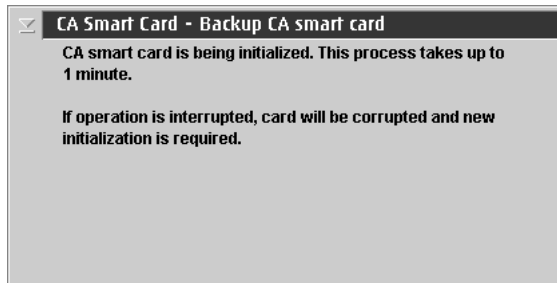 CA Smart Card - Backup CA smart card
CA smart card is being initialized. This process takes up to
1 minute.
If operation is interrupted, card will be corrupted and new
initialization is required.